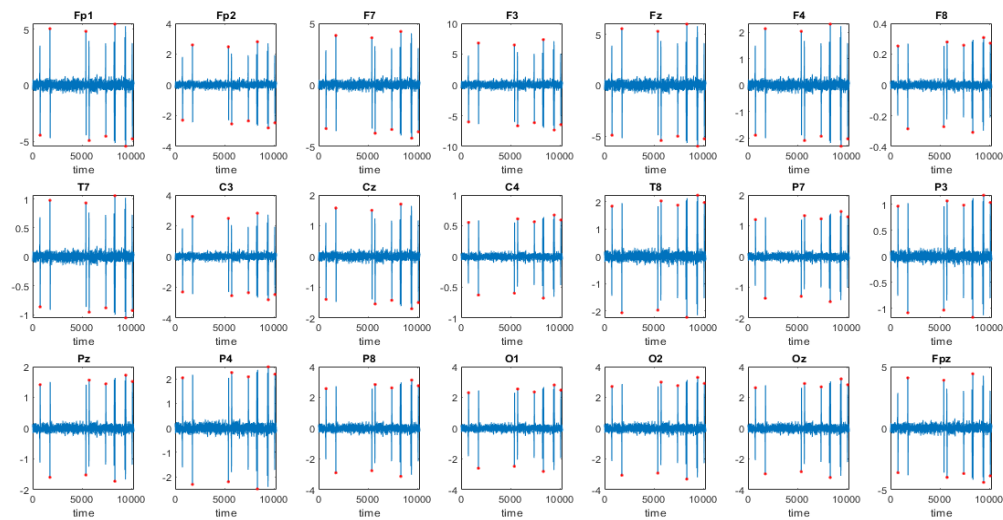 Fp1 Fp2 F7 F3 Fz F4 F8
5 4 5 10 5 2 0.4
2 5 1 0.2
0 0 0 0 0 0 0
-2 -5 -1 -0.2
-5 -4 -5 -10 -5 -2 -0.4
0 5000 10000 0 5000 10000 0 5000 10000 0 5000 10000 0 5000 10000 0 5000 10000 0 5000 10000
time time time time time time time
T7 C3 Cz C4 T8 P7 P3
1 4 2 1 2 2 1
0.5 2 1 0.5 1 1 0.5
0 0 0 0 0 0 0
-0.5 -2 -1 -0.5 -1 -1 -0.5
-1 -4 -2 -1 -2 -2 -1
0 5000 10000 0 5000 10000 0 5000 10000 0 5000 10000 0 5000 10000 0 5000 10000 0 5000 10000
time time time time time time time
Pz P4 P8 O1 O2 Oz Fpz
2 2 4 4 4 4 5
1 1 2 2 2 2
0 0 0 0 0 0 0
-1 -1 -2 -2 -2 -2
-2 -2 -4 -4 -4 -4 -5
0 5000 10000 0 5000 10000 0 5000 10000 0 5000 10000 0 5000 10000 0 5000 10000 0 5000 10000
time time time time time time time